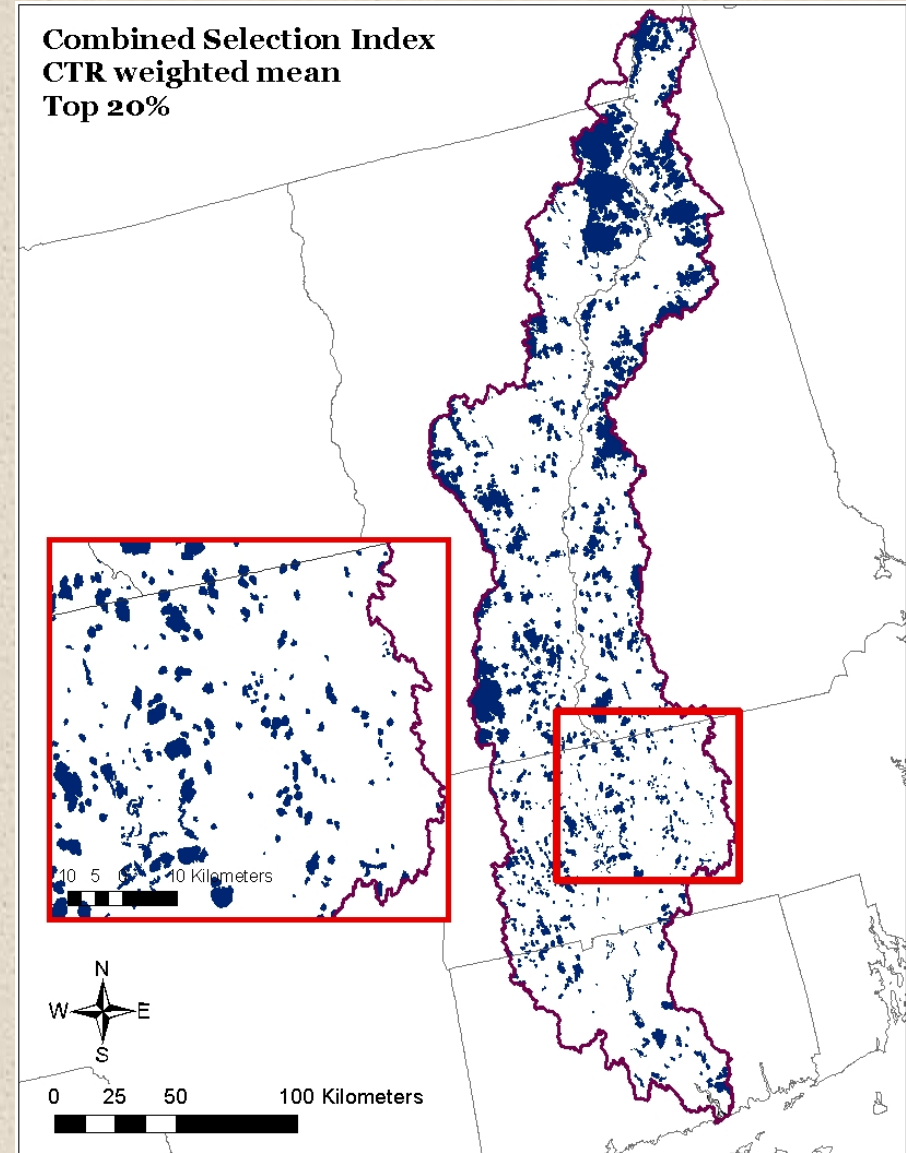 Combined Selection Index
CTR weighted mean
Top 20%
10 5 0 10 Kilometers
N
W E
S
0 25 50 100 Kilometers